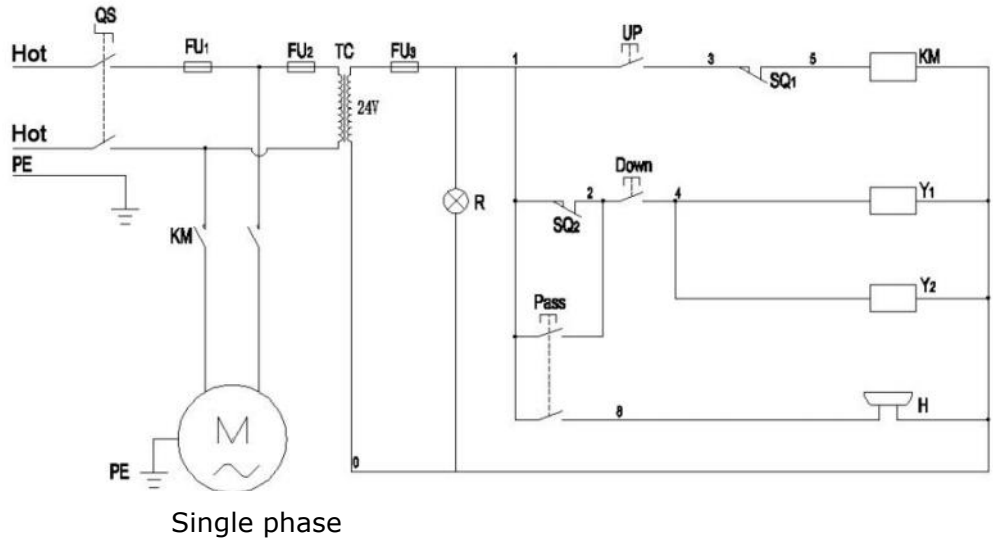 QS
UP
Hot FU1 FU2 TC FU3 1 3 SQ1 5 KM
24V
Hot
PE
Down
R SQ2 2 4 Y1
KM
Y2
Pass
8 H
M
PE 0
Single phase